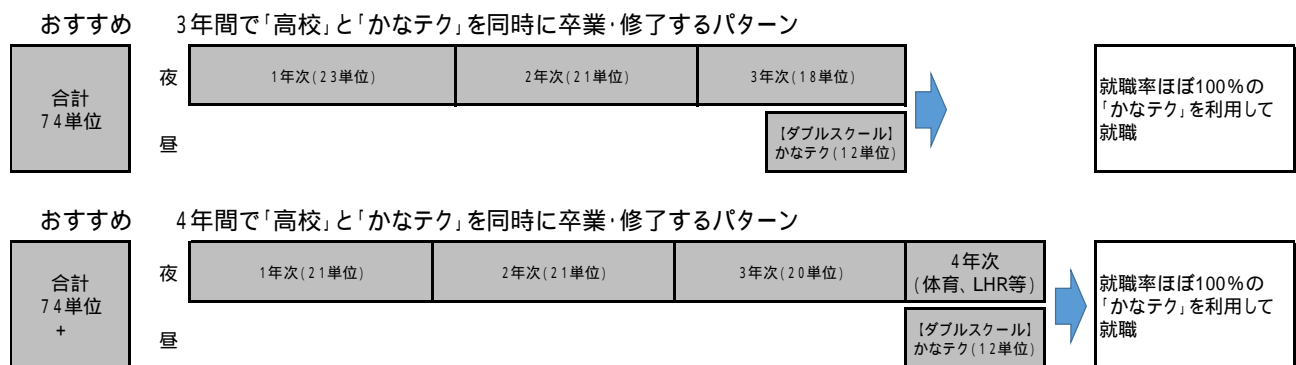 おすすめ 3年間で「高校」と「かなテク」を同時に卒業・修了するパターン
合計
74単位
夜
1年次(23単位)
2年次(21単位)
3年次(18単位)
昼
【ダブルスクール】
かなテク(12単位)
就職率ほぼ100%の
「かなテク」を利用して
就職
おすすめ 4年間で「高校」と「かなテク」を同時に卒業・修了するパターン
合計
74単位
+
夜
1年次(21単位)
2年次(21単位)
3年次(20単位)
4年次
(体育、LHR等)
昼
【ダブルスクール】
かなテク(12単位)
就職率ほぼ100%の
「かなテク」を利用して
就職